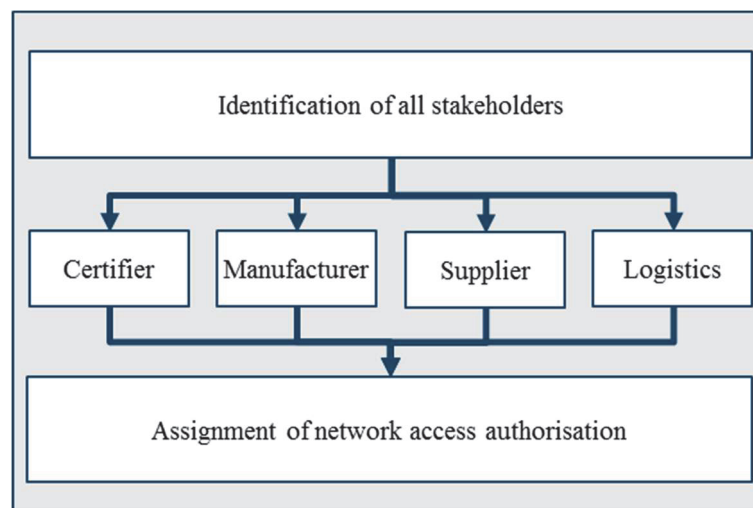 Identification of all stakeholders
Certifier
Manufacturer
Supplier
Logistics
Assignment of network access authorisation